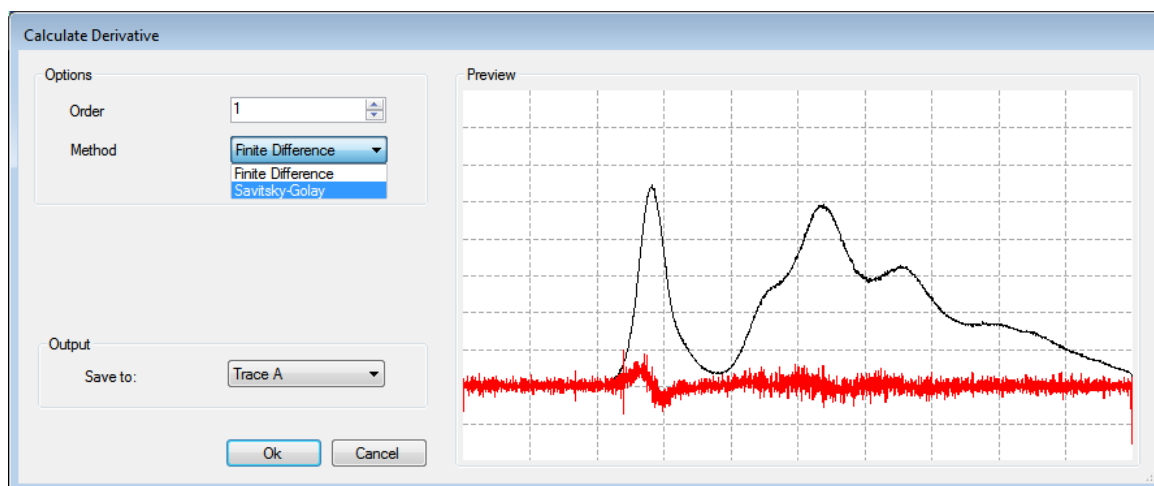 Calculate Derivative
Options
Order
1
Method
Finite Difference
Finite Difference
Savitsky-Golay
Output
Save to:
Trace A
Ok
Cancel
Preview